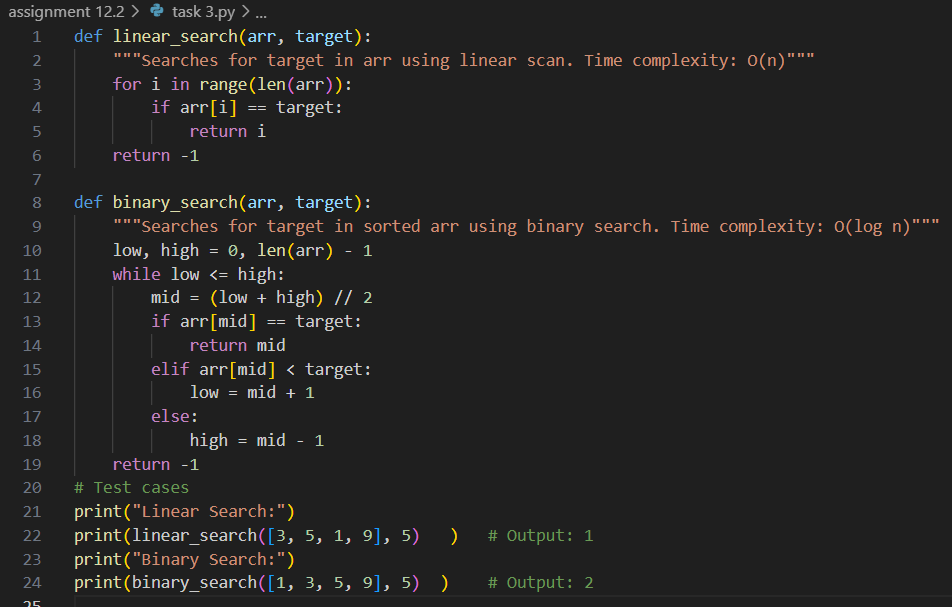 assignment 12.2 > task 3.py > ...
1 def linear_search(arr, target):
2     """Searches for target in arr using linear scan. Time complexity: O(n)"""
3     for i in range(len(arr)):
4         if arr[i] == target:
5             return i
6     return -1
7
8 def binary_search(arr, target):
9     """Searches for target in sorted arr using binary search. Time complexity: O(log n)"""
10     low, high = 0, len(arr) - 1
11     while low <= high:
12         mid = (low + high) // 2
13         if arr[mid] == target:
14             return mid
15         elif arr[mid] < target:
16             low = mid + 1
17         else:
18             high = mid - 1
19     return -1
20 # Test cases
21 print("Linear Search:")
22 print(linear_search([3, 5, 1, 9], 5)   )   # Output: 1
23 print("Binary Search:")
24 print(binary_search([1, 3, 5, 9], 5)  )    # Output: 2
25